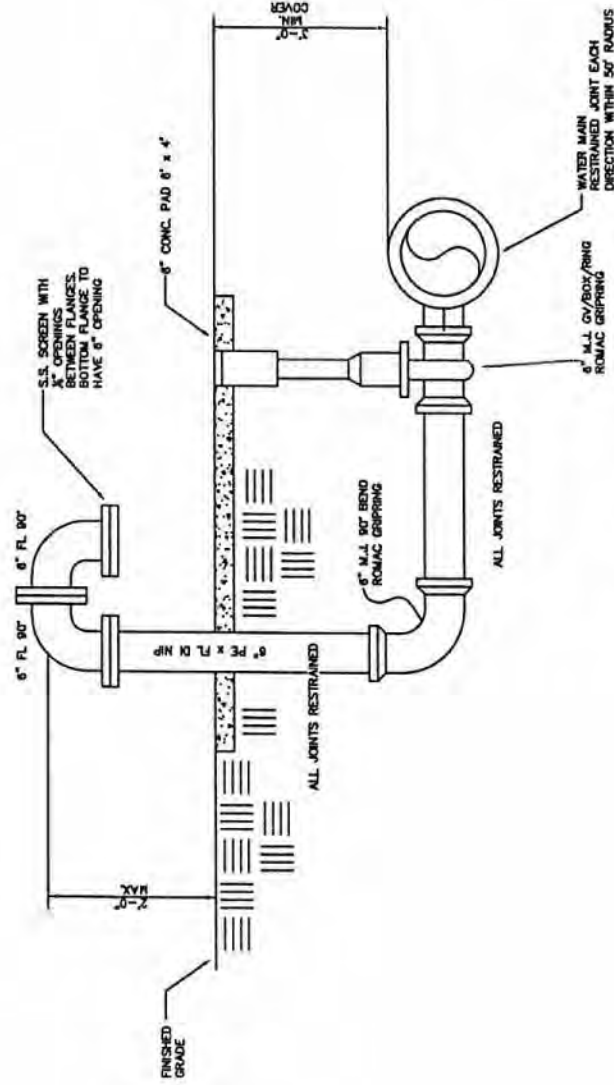 6" FL 90°
6" FL 90°
S.S. SCREEN WITH
OPENINGS
BETWEEN FLANGES.
BOTTOM FLANGE TO
HAVE 6" OPENING
2'-0"
MAX.
FINISHED
GRADE
6" PE x FL DI NIP
6" CONC. PAD 6' x 4'
3'-0"
MIN.
COVER
ALL JOINTS RESTRAINED
6" M.J. 90° BEND
ROMAC GRIPRING
ALL JOINTS RESTRAINED
6" M.J. GV/BOX/RING
ROMAC GRIPRING
WATER MAIN
RESTRAINED JOINT EACH
DIRECTION WITHIN 50' RADIUS